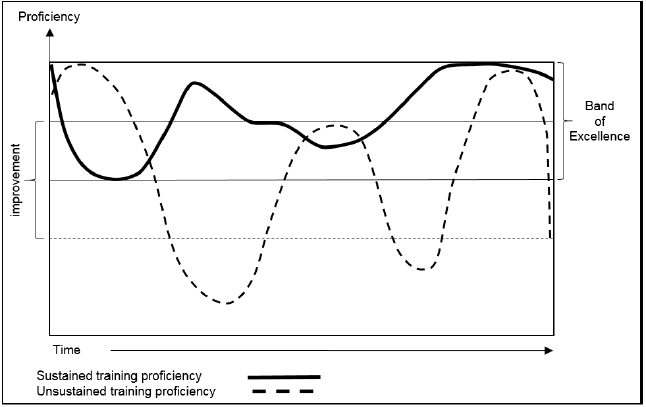 Proficiency
Band
of
Excellence
improvement
Time
Sustained training proficiency
Unsustained training proficiency